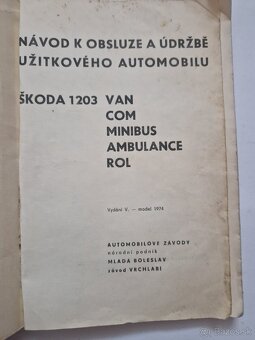 NÁVOD K OBSLUZE A ÚDRŽBĚ
UŽITKOVÉHO AUTOMOBILU
ŠKODA 1203 VAN
COM
MINIBUS
AMBULANCE
ROL
Vydání V. — model 1974
AUTOMOBILOVÉ ZÁVODY
národní podnik
MLADÁ BOLESLAV
závod VRCHLABÍ